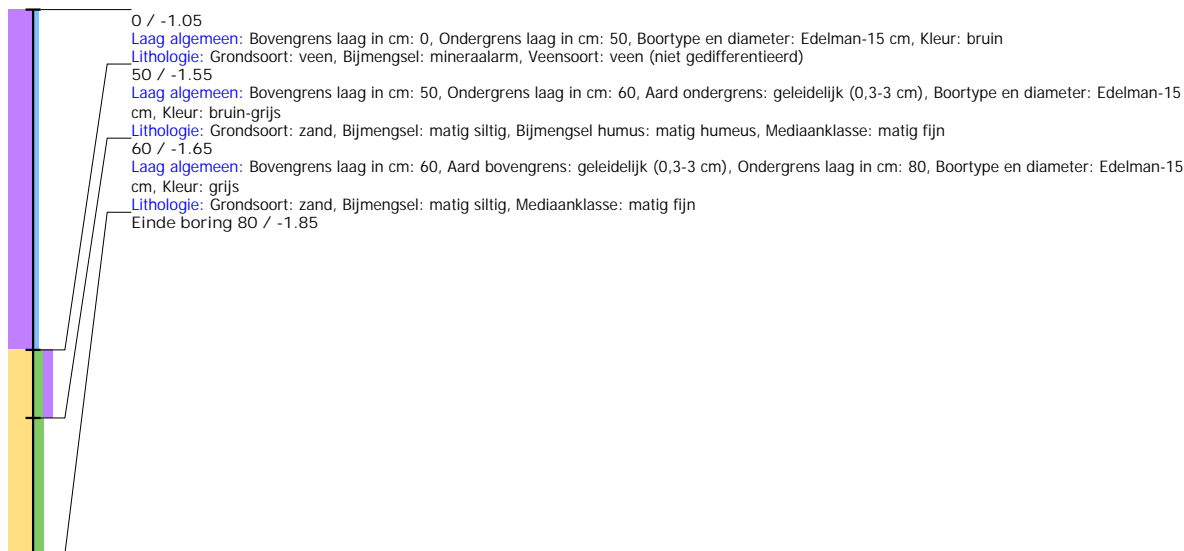 0 / -1.05
Laag algemeen: Bovengrens laag in cm: 0, Ondergrens laag in cm: 50, Boortype en diameter: Edelman-15 cm, Kleur: bruin
Lithologie: Grondsoort: veen, Bijmengsel: mineraalarm, Veensoort: veen (niet gedifferentieerd)
50 / -1.55
Laag algemeen: Bovengrens laag in cm: 50, Ondergrens laag in cm: 60, Aard ondergrens: geleidelijk (0,3-3 cm), Boortype en diameter: Edelman-15
cm, Kleur: bruin-grijs
Lithologie: Grondsoort: zand, Bijmengsel: matig siltig, Bijmengsel humus: matig humeus, Mediaanklasse: matig fijn
60 / -1.65
Laag algemeen: Bovengrens laag in cm: 60, Aard bovengrens: geleidelijk (0,3-3 cm), Ondergrens laag in cm: 80, Boortype en diameter: Edelman-15
cm, Kleur: grijs
Lithologie: Grondsoort: zand, Bijmengsel: matig siltig, Mediaanklasse: matig fijn
Einde boring 80 / -1.85